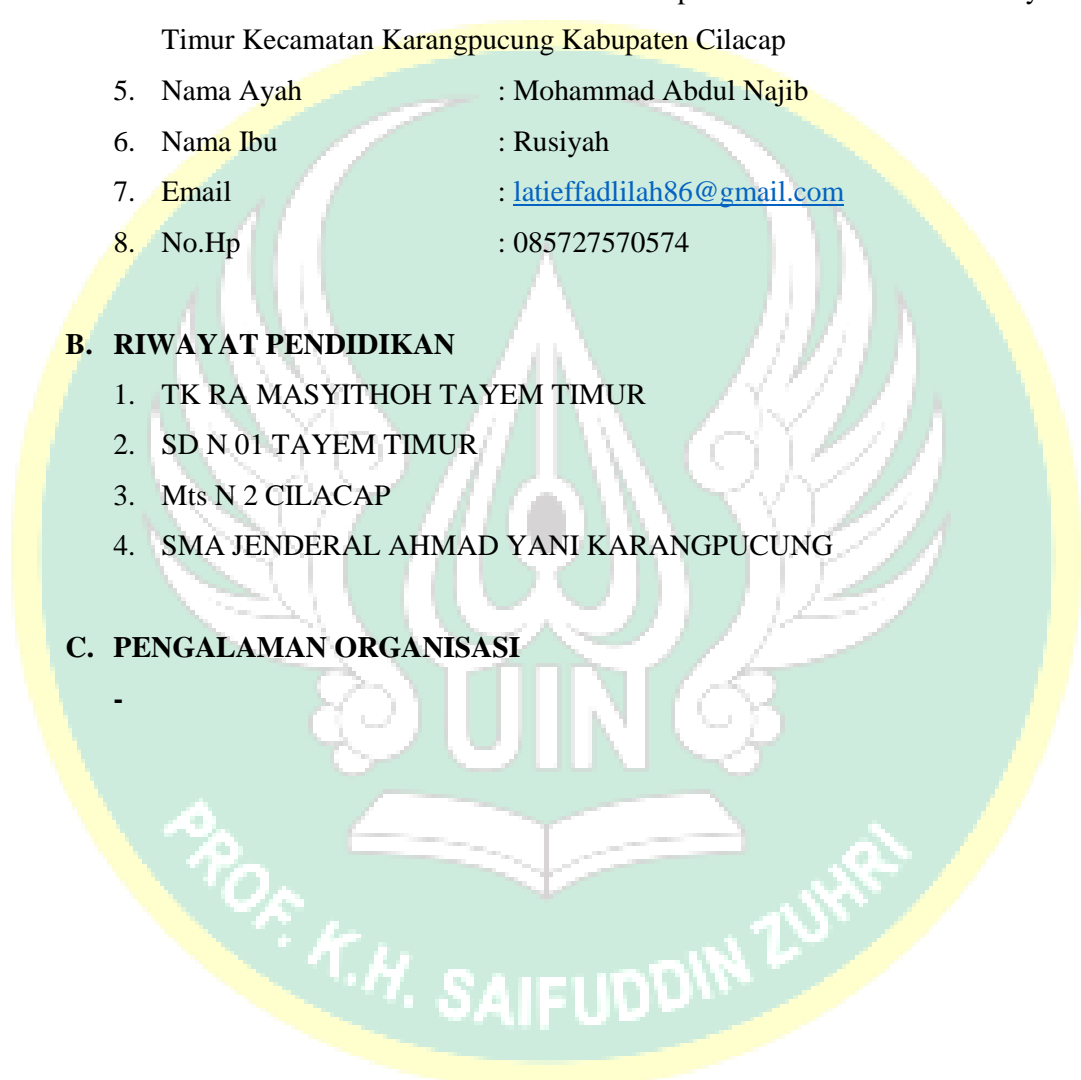 Timur Kecamatan Karangpucung Kabupaten Cilacap
5. Nama Ayah : Mohammad Abdul Najib
6. Nama Ibu : Rusiyah
7. Email : latieffadlilah86@gmail.com
8. No.Hp : 085727570574
B. RIWAYAT PENDIDIKAN
1. TK RA MASYITHOH TAYEM TIMUR
2. SD N 01 TAYEM TIMUR
3. Mts N 2 CILACAP
4. SMA JENDERAL AHMAD YANI KARANGPUCUNG
C. PENGALAMAN ORGANISASI
-
UIN
PROF. K.H. SAIFUDDIN ZUHRI